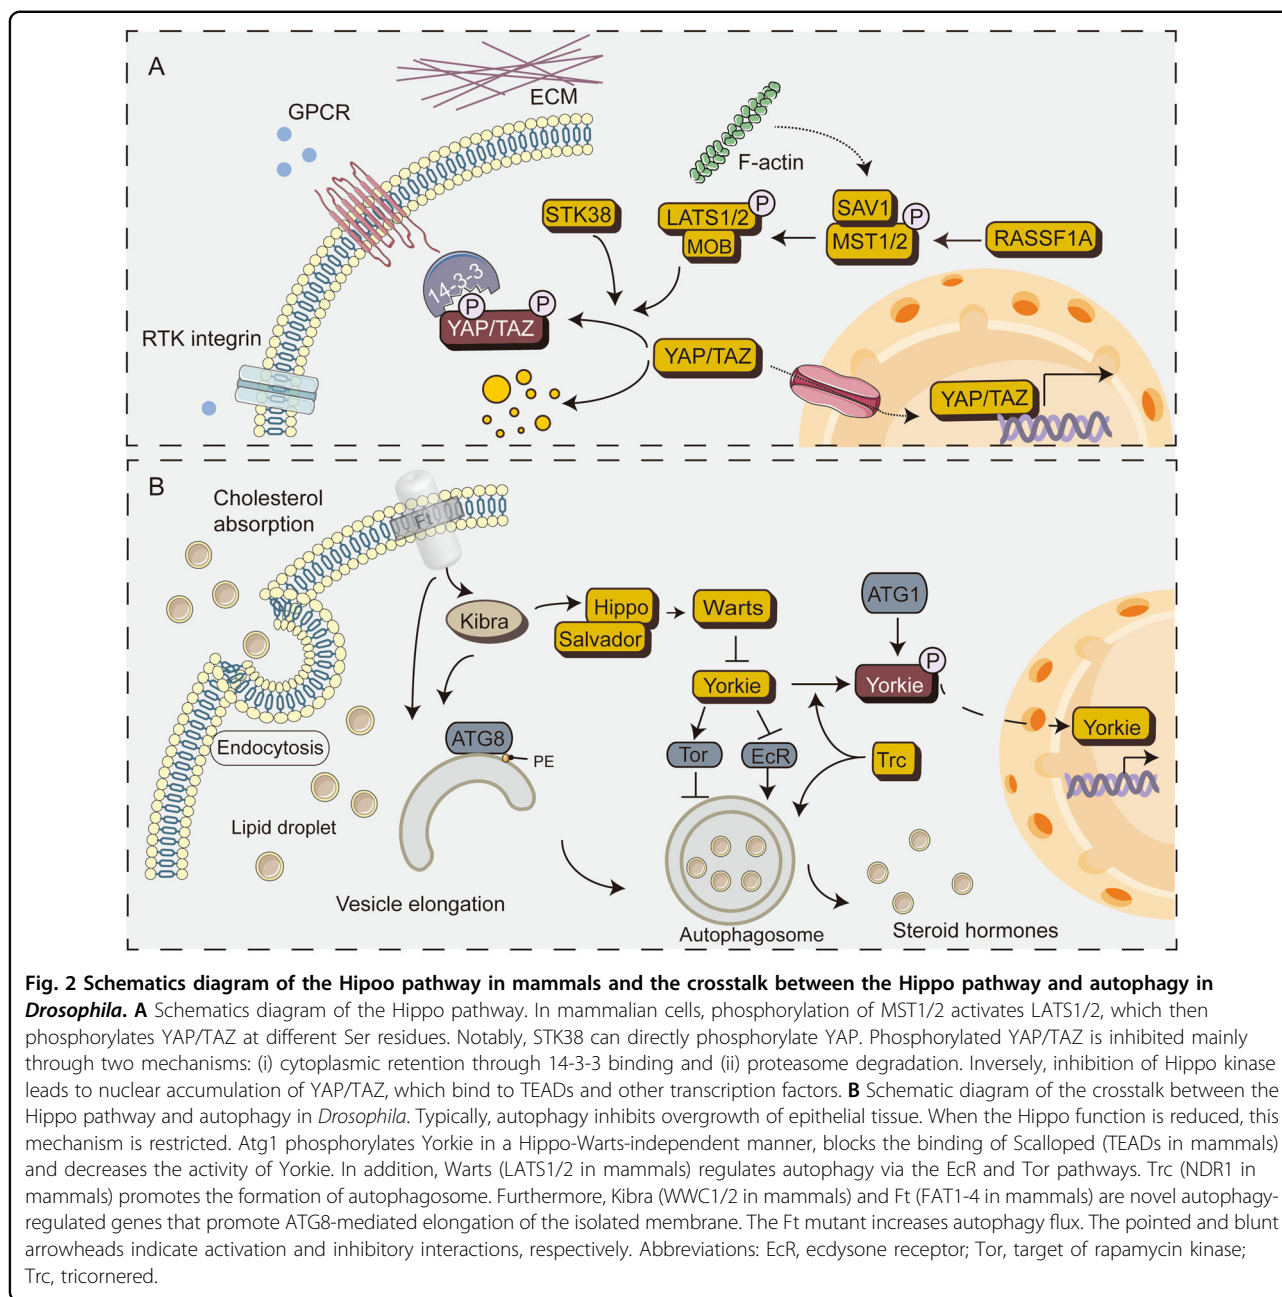 A
GPCR
ECM
F-actin
STK38
LATS1/2
P
MOB
SAV1
P
MST1/2
RASSF1A
14-3-3
P
P
YAP/TAZ
RTK integrin
YAP/TAZ
YAP/TAZ
B
Cholesterol
absorption
Ft
Kibra
Hippo
Salvador
Warts
ATG1
Yorkie
P
Yorkie
Yorkie
Endocytosis
ATG8
PE
Tor
EcR
Trc
Lipid droplet
Vesicle elongation
Autophagosome
Steroid hormones
Fig. 2 Schematics diagram of the Hipoo pathway in mammals and the crosstalk between the Hippo pathway and autophagy in
Drosophila. A Schematics diagram of the Hippo pathway. In mammalian cells, phosphorylation of MST1/2 activates LATS1/2, which then
phosphorylates YAP/TAZ at different Ser residues. Notably, STK38 can directly phosphorylate YAP. Phosphorylated YAP/TAZ is inhibited mainly
through two mechanisms: (i) cytoplasmic retention through 14-3-3 binding and (ii) proteasome degradation. Inversely, inhibition of Hippo kinase
leads to nuclear accumulation of YAP/TAZ, which bind to TEADs and other transcription factors. B Schematic diagram of the crosstalk between the
Hippo pathway and autophagy in Drosophila. Typically, autophagy inhibits overgrowth of epithelial tissue. When the Hippo function is reduced, this
mechanism is restricted. Atg1 phosphorylates Yorkie in a Hippo-Warts-independent manner, blocks the binding of Scalloped (TEADs in mammals)
and decreases the activity of Yorkie. In addition, Warts (LATS1/2 in mammals) regulates autophagy via the EcR and Tor pathways. Trc (NDR1 in
mammals) promotes the formation of autophagosome. Furthermore, Kibra (WWC1/2 in mammals) and Ft (FAT1-4 in mammals) are novel autophagy-
regulated genes that promote ATG8-mediated elongation of the isolated membrane. The Ft mutant increases autophagy flux. The pointed and blunt
arrowheads indicate activation and inhibitory interactions, respectively. Abbreviations: EcR, ecdysone receptor; Tor, target of rapamycin kinase;
Trc, tricornered.